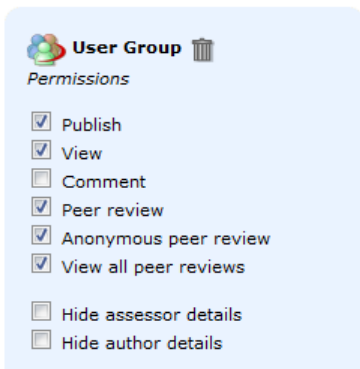 User Group
Permissions
Publish
View
Comment
Peer review
Anonymous peer review
View all peer reviews
Hide assessor details
Hide author details